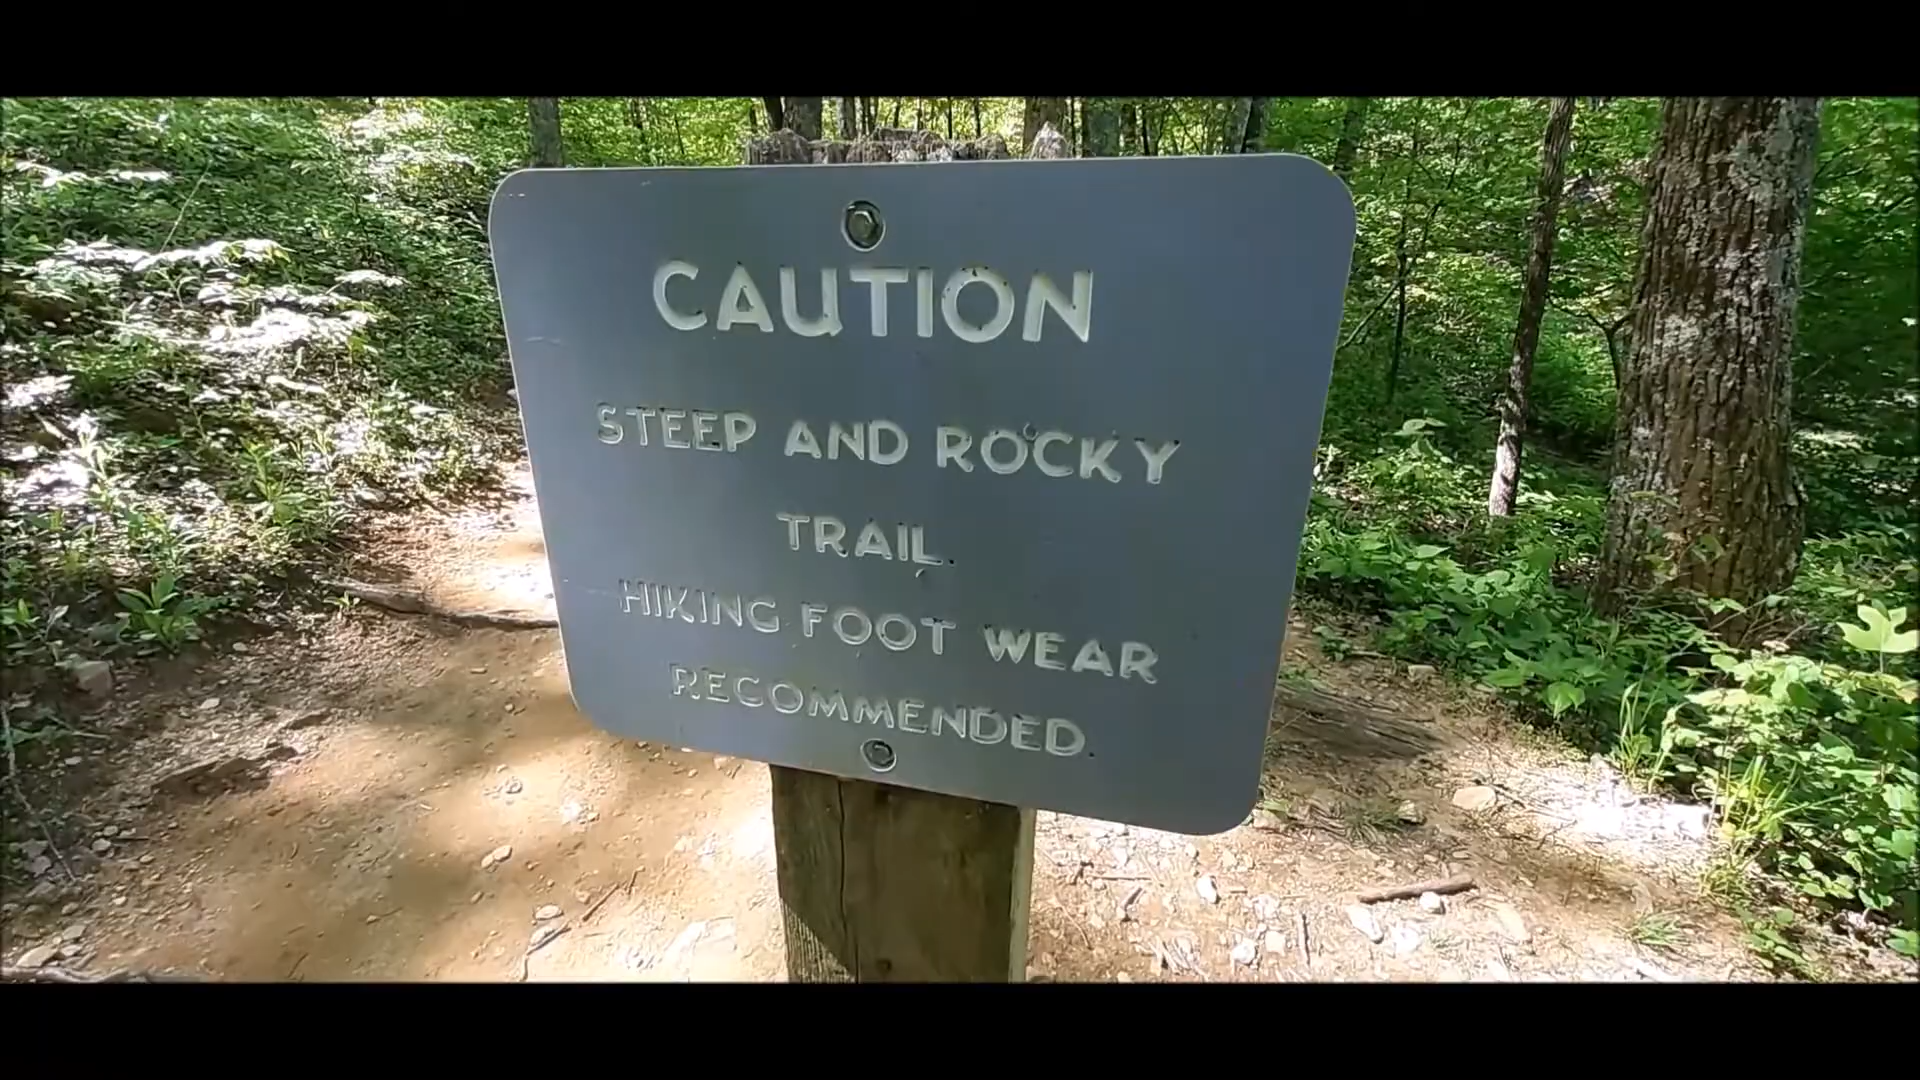 CAUTION
STEEP AND ROCKY
TRAIL.
HIKING FOOT WEAR
RECOMMENDED.